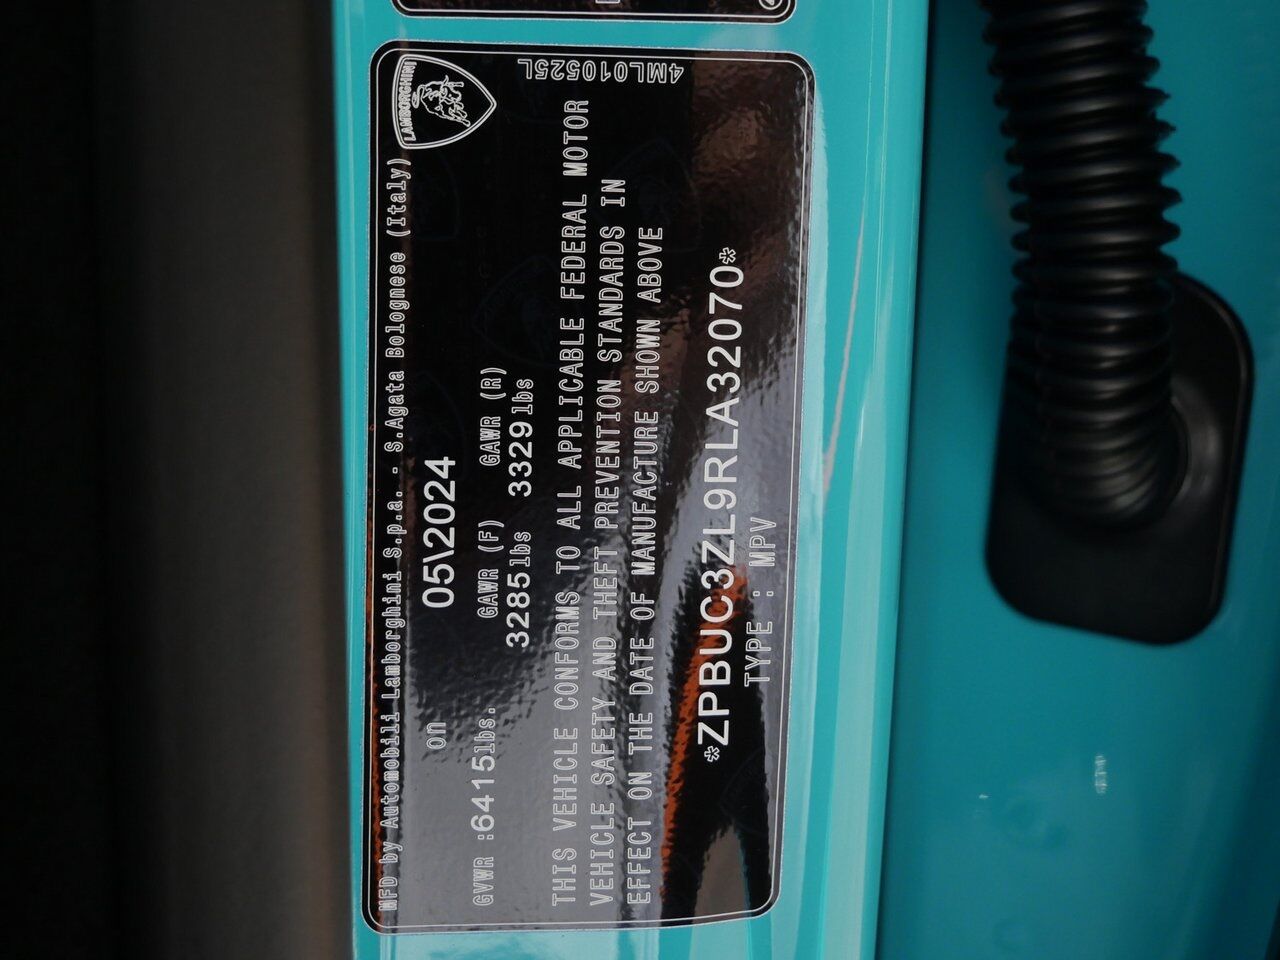 LAMBORGHINI
4ML010525L
MFD by Automobili Lamborghini S.p.a. - S.Agata Bolognese (Italy)
on 05\2024
GVWR :6415lbs. GAWR (F) GAWR (R)
3285lbs 3329lbs
THIS VEHICLE CONFORMS TO ALL APPLICABLE FEDERAL MOTOR
VEHICLE SAFETY AND THEFT PREVENTION STANDARDS IN
EFFECT ON THE DATE OF MANUFACTURE SHOWN ABOVE
*ZPBUC3ZL9RLA32070*
TYPE : MPV